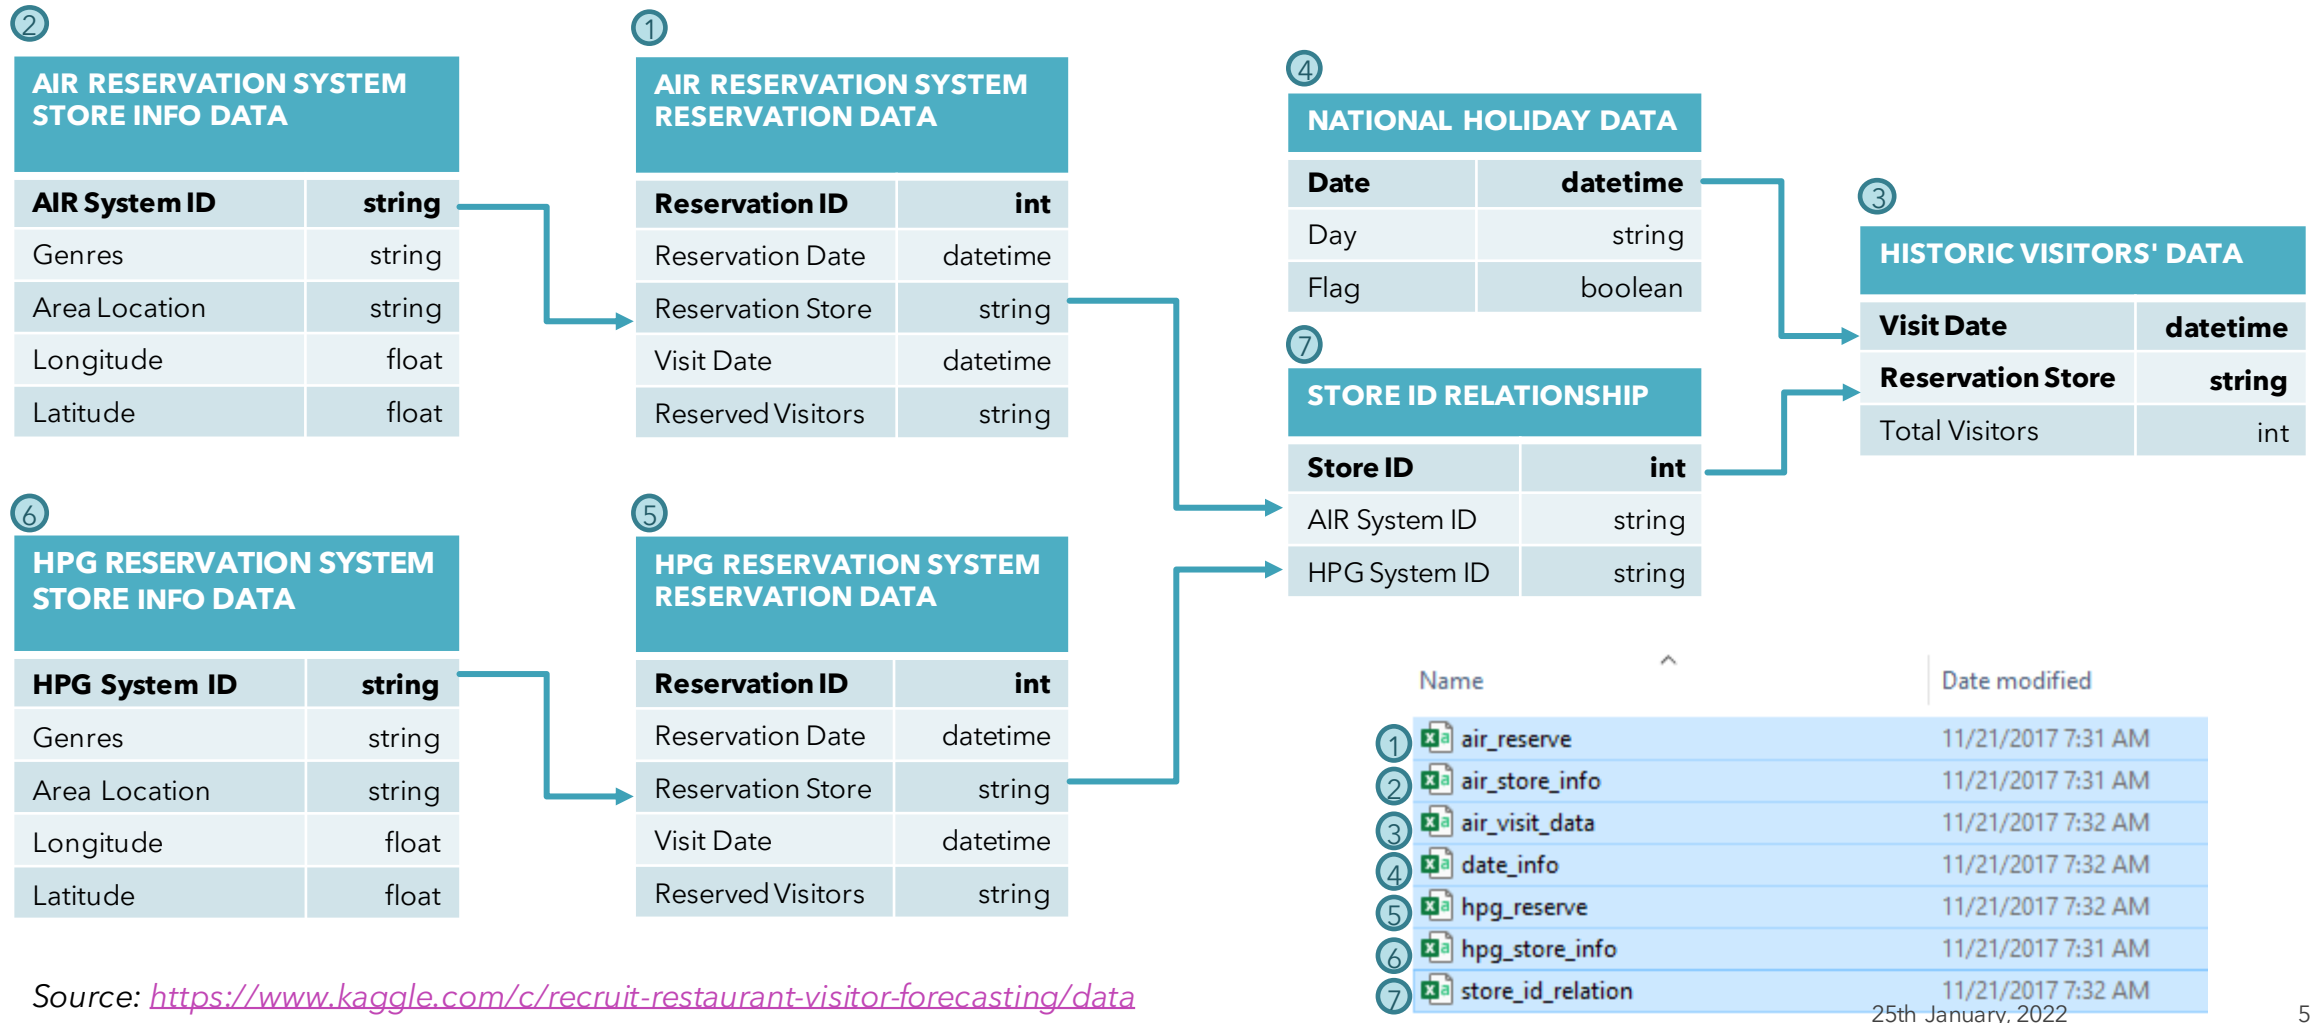 2
AIR RESERVATION SYSTEM
STORE INFO DATA
AIR System ID string
Genres string
Area Location string
Longitude float
Latitude float
1
AIR RESERVATION SYSTEM
RESERVATION DATA
Reservation ID int
Reservation Date datetime
Reservation Store string
Visit Date datetime
Reserved Visitors string
4
NATIONAL HOLIDAY DATA
Date datetime
Day string
Flag boolean
3
HISTORIC VISITORS' DATA
Visit Date datetime
Reservation Store string
Total Visitors int
7
STORE ID RELATIONSHIP
Store ID int
AIR System ID string
HPG System ID string
6
HPG RESERVATION SYSTEM
STORE INFO DATA
HPG System ID string
Genres string
Area Location string
Longitude float
Latitude float
5
HPG RESERVATION SYSTEM
RESERVATION DATA
Reservation ID int
Reservation Date datetime
Reservation Store string
Visit Date datetime
Reserved Visitors string
Name Date modified
1 air_reserve 11/21/2017 7:31 AM
2 air_store_info 11/21/2017 7:31 AM
3 air_visit_data 11/21/2017 7:32 AM
4 date_info 11/21/2017 7:32 AM
5 hpg_reserve 11/21/2017 7:32 AM
6 hpg_store_info 11/21/2017 7:31 AM
7 store_id_relation 11/21/2017 7:32 AM
Source: https://www.kaggle.com/c/recruit-restaurant-visitor-forecasting/data
25th January, 2022 5